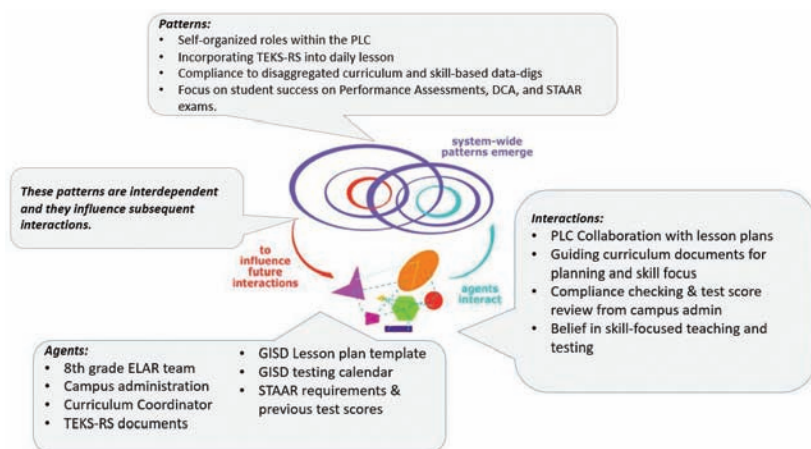 Patterns:
• Self-organized roles within the PLC
• Incorporating TEKS-RS into daily lesson
• Compliance to disaggregated curriculum and skill-based data-digs
• Focus on student success on Performance Assessments, DCA, and STAAR
exams.
system-wide
patterns emerge
These patterns are interdependent
and they influence subsequent
interactions.
to
influence
future
interactions
agents
interact
Interactions:
• PLC Collaboration with lesson plans
• Guiding curriculum documents for
planning and skill focus
• Compliance checking & test score
review from campus admin
• Belief in skill-focused teaching and
testing
Agents:
• 8th grade ELAR team
• Campus administration
• Curriculum Coordinator
• TEKS-RS documents
• GISD Lesson plan template
• GISD testing calendar
• STAAR requirements &
previous test scores